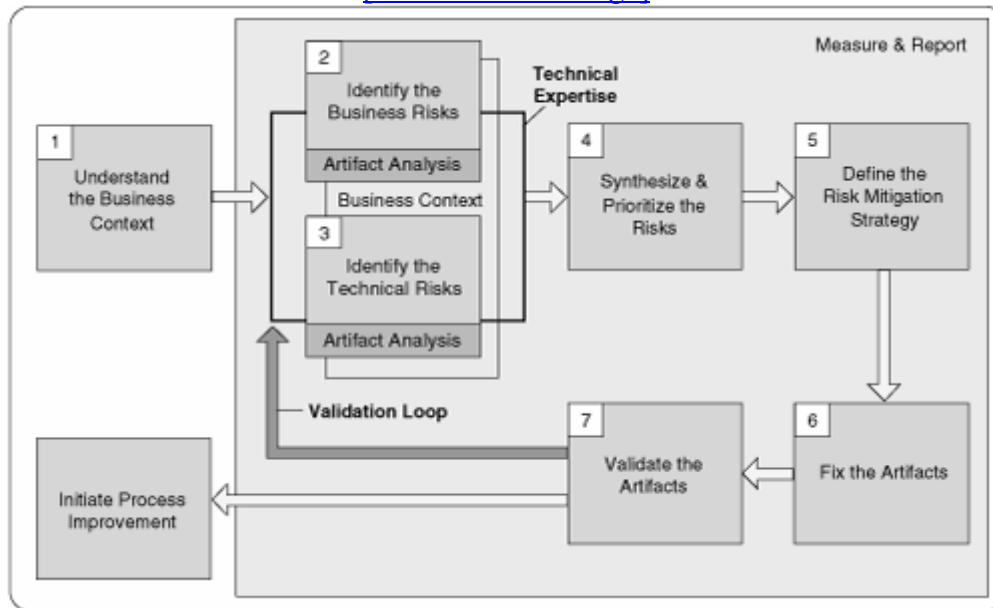 Measure & Report
1
Understand
the Business
Context
2
Identify the
Business Risks
Artifact Analysis
Business Context
3
Identify the
Technical Risks
Artifact Analysis
Technical
Expertise
4
Synthesize &
Prioritize the
Risks
5
Define the
Risk Mitigation
Strategy
6
Fix the Artifacts
7
Validate the
Artifacts
Validation Loop
Initiate Process
Improvement